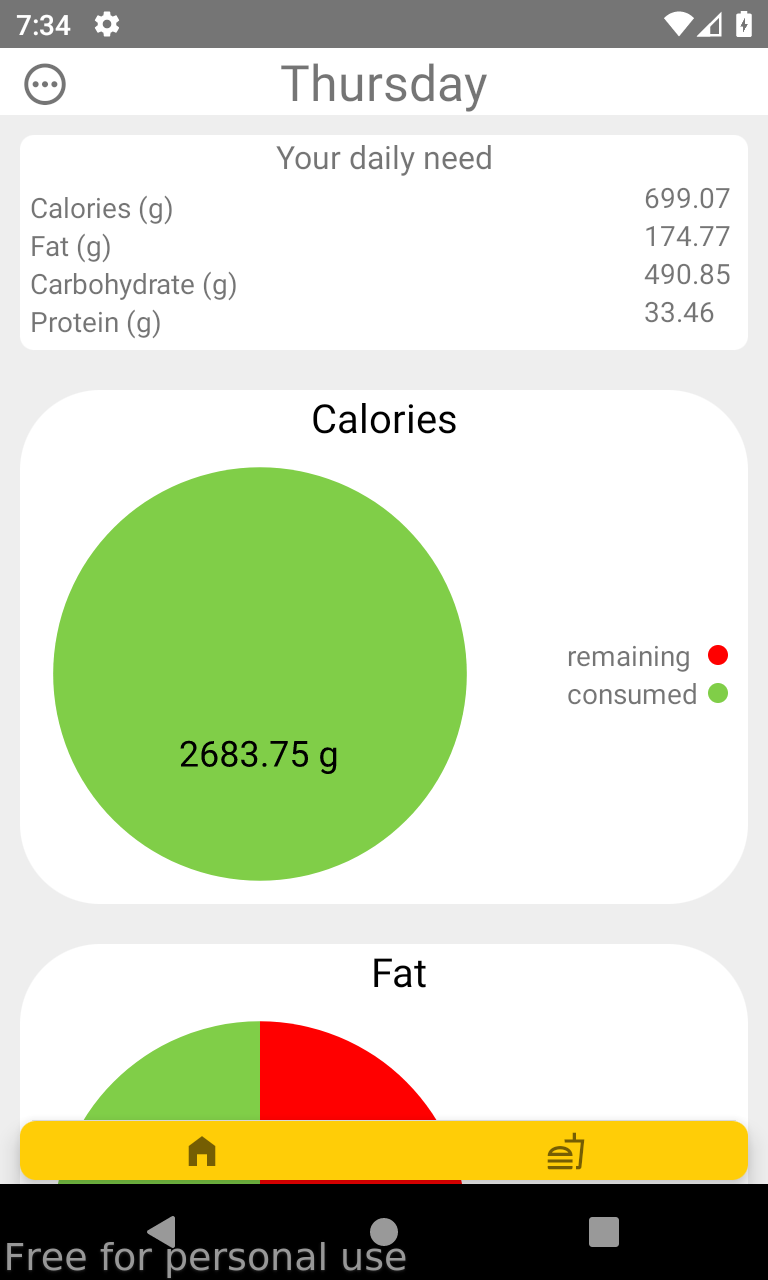 7:34
Thursday
Your daily need
Calories (g) 699.07
Fat (g) 174.77
Carbohydrate (g) 490.85
Protein (g) 33.46
Calories
2683.75 g
remaining
consumed
Fat
Free for personal use